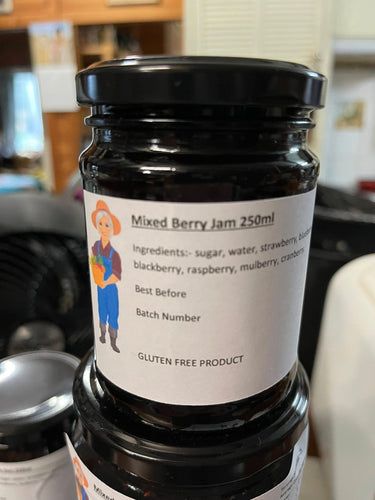 Mixed Berry Jam 250ml
Ingredients:- sugar, water, strawberry,
blackberry, raspberry, mulberry, cranberry
Best Before
Batch Number
GLUTEN FREE PRODUCT
Mixed